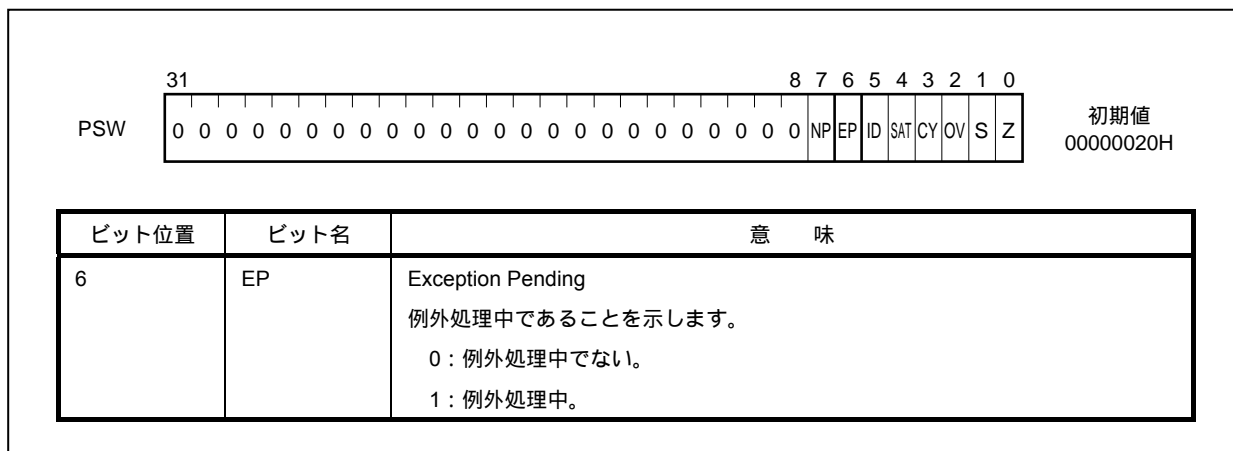 31 8 7 6 5 4 3 2 1 0
PSW 0 0 0 0 0 0 0 0 0 0 0 0 0 0 0 0 0 0 0 0 0 0 0 0 NP EP ID SAT CY OV S Z 初期値
00000020H
ビット位置 ビット名 意 味
6 EP Exception Pending
例外処理中であることを示します。
0：例外処理中でない。
1：例外処理中。